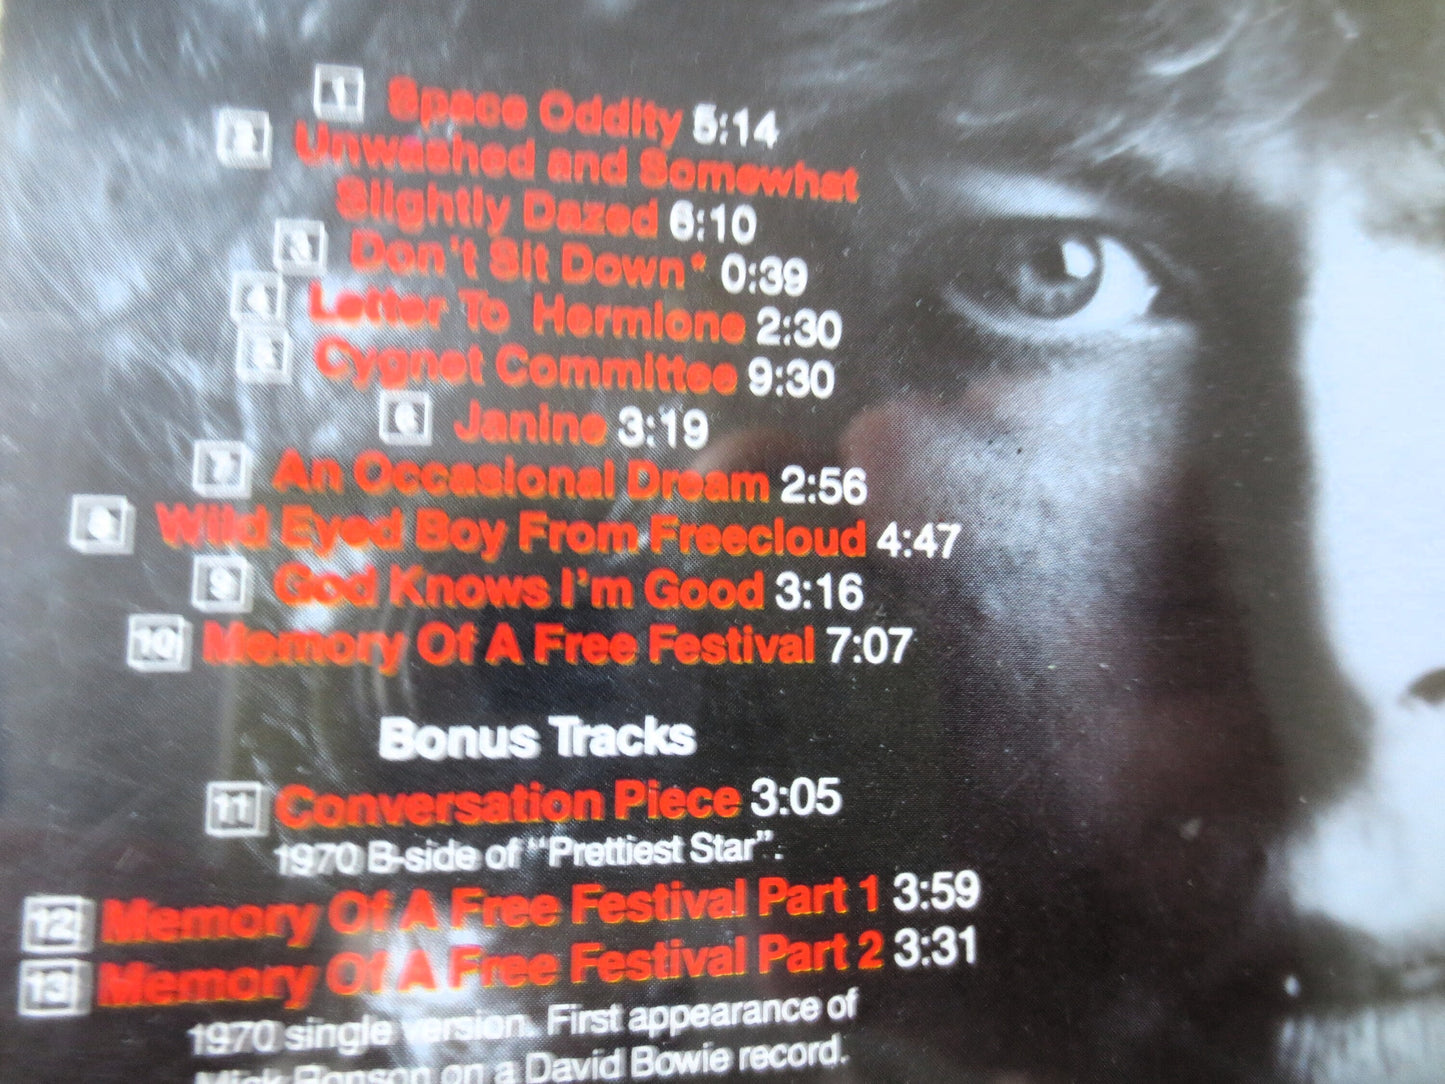 1 Space Oddity 5:14
2 Unwashed and Somewhat
Slightly Dazed 6:10
3 Don't Sit Down* 0:39
4 Letter To Hermione 2:30
5 Cygnet Committee 9:30
6 Janine 3:19
7 An Occasional Dream 2:56
8 Wild Eyed Boy From Freecloud 4:47
9 God Knows I'm Good 3:16
10 Memory Of A Free Festival 7:07
Bonus Tracks
11 Conversation Piece 3:05
1970 B-side of "Prettiest Star".
12 Memory Of A Free Festival Part 1 3:59
13 Memory Of A Free Festival Part 2 3:31
1970 single version. First appearance of
Mick Ronson on a David Bowie record.